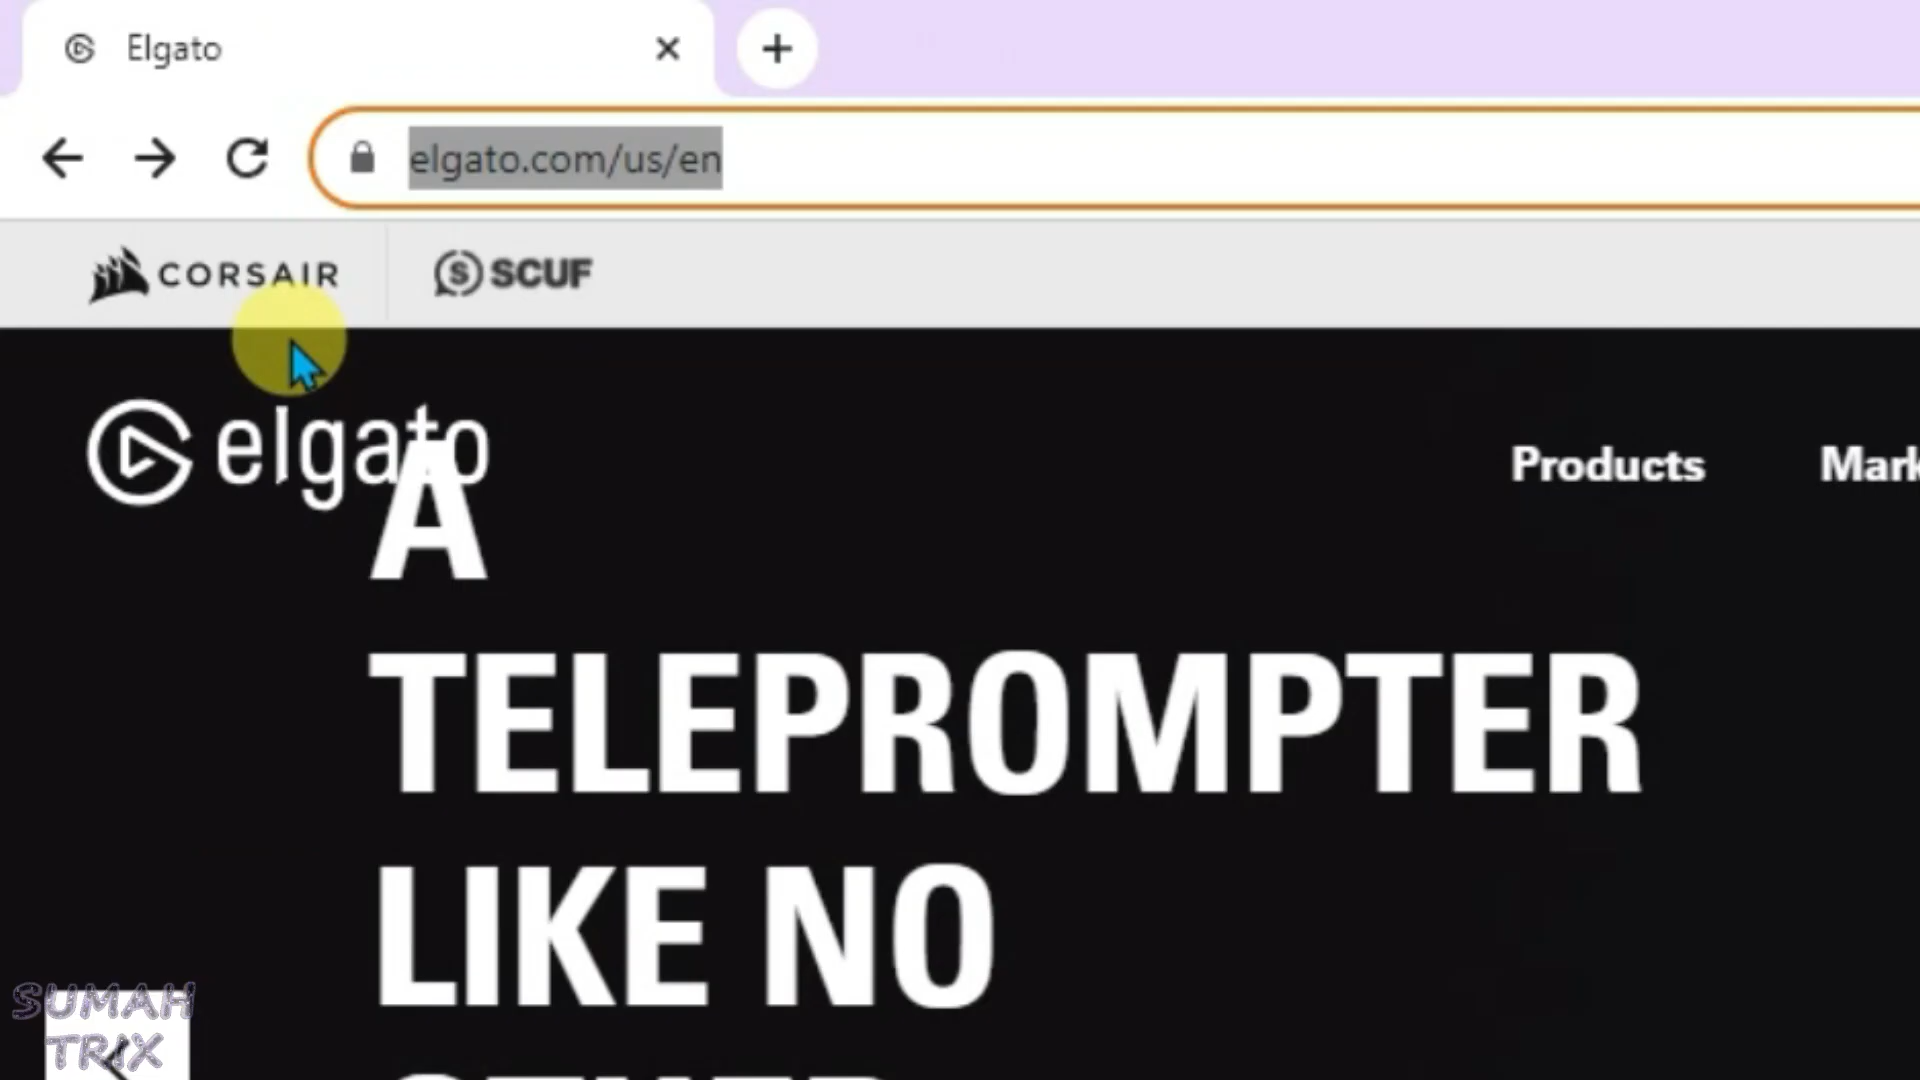 Elgato
elgato.com/us/en
CORSAIR
SCUF
elgato
Products
A
TELEPROMPTER
LIKE NO
SUMAH
TRIX